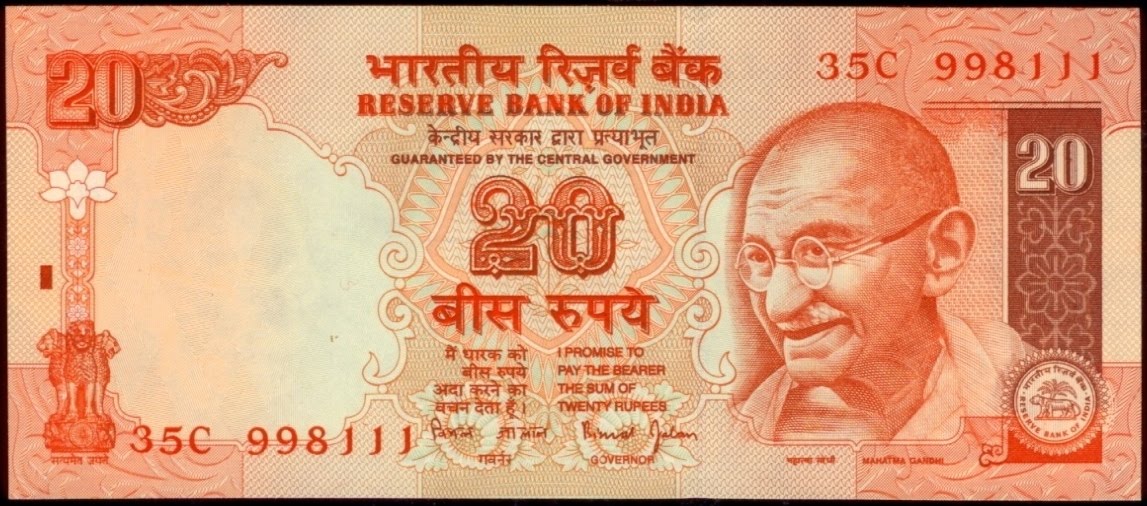 20
भारतीय रिज़र्व बैंक
RESERVE BANK OF INDIA
केन्द्रीय सरकार द्वारा प्रत्याभूत
GUARANTEED BY THE CENTRAL GOVERNMENT
35C 998111
20
20
बीस रुपये
मैं धारक को
बीस रुपये
अदा करने का
वचन देता हूँ।
I PROMISE TO
PAY THE BEARER
THE SUM OF
TWENTY RUPEES
35C 998111
बिमल जालान
Bimal Jalan
गवर्नर
GOVERNOR
सत्यमेव जयते
महात्मा गांधी
MAHATMA GANDHI
भारतीय रिज़र्व बैंक
RESERVE BANK OF INDIA